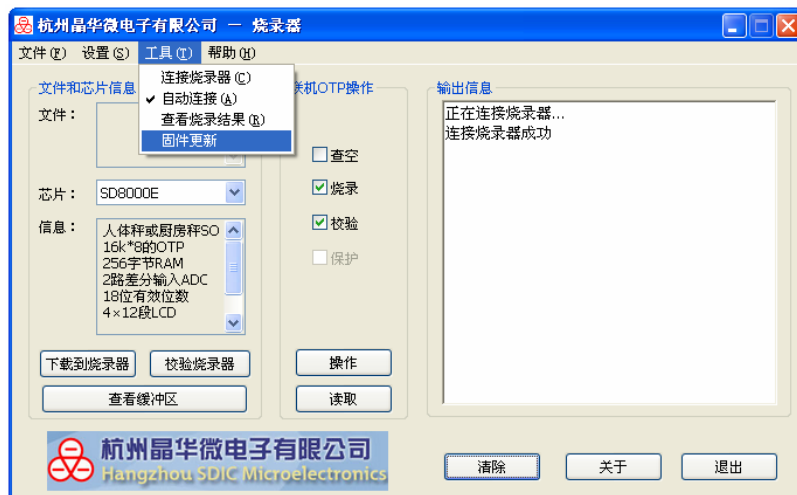 杭州晶华微电子有限公司 － 烧录器
文件(F) 设置(S) 工具(T) 帮助(H)
连接烧录器(C)
自动连接(A)
查看烧录结果(R)
固件更新
文件和芯片信息
文件：
芯片： SD8000E
信息：
人体秤或厨房秤SO
16k*8的OTP
256字节RAM
2路差分输入ADC
18位有效位数
4×12段LCD
下载到烧录器 校验烧录器
查看缓冲区
联机OTP操作
查空
烧录
校验
保护
操作
读取
输出信息
正在连接烧录器...
连接烧录器成功
杭州晶华微电子有限公司
Hangzhou SDIC Microelectronics
清除 关于 退出